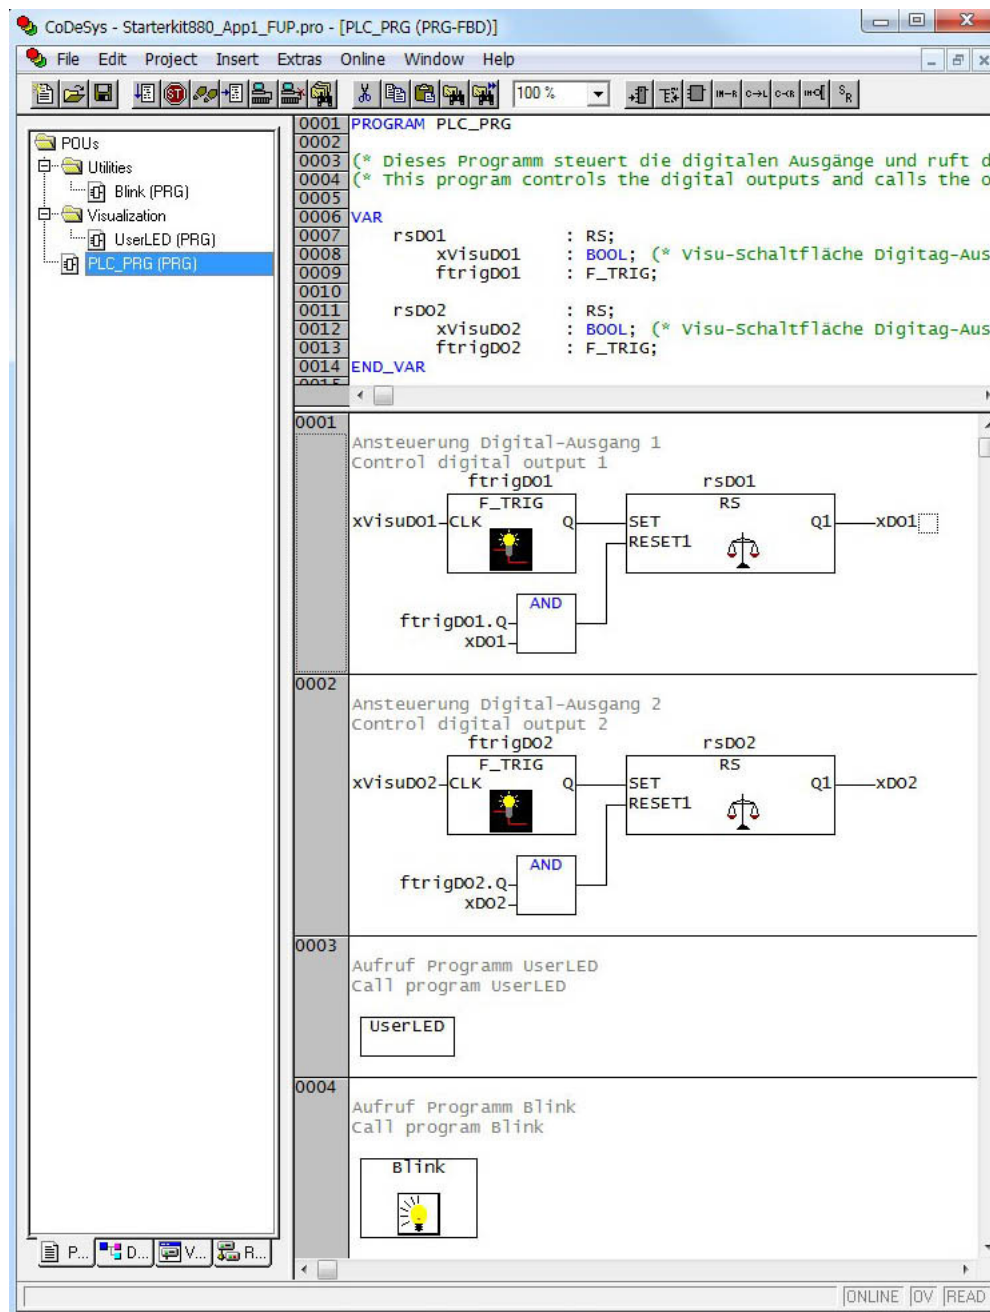 CoDeSys - Starterkit880_App1_FUP.pro - [PLC_PRG (PRG-FBD)]
File Edit Project Insert Extras Online Window Help
100 %
POUs
Utilities
Blink (PRG)
Visualization
UserLED (PRG)
PLC_PRG (PRG)
0001 PROGRAM PLC_PRG
0002
0003 (* Dieses Programm steuert die digitalen Ausgänge und ruft d
0004 (* This program controls the digital outputs and calls the o
0005
0006 VAR
0007 rsDO1 : RS;
0008 xVisuDO1 : BOOL; (* Visu-Schaltfläche Digitag-Aus
0009 ftrigDO1 : F_TRIG;
0010
0011 rsDO2 : RS;
0012 xVisuDO2 : BOOL; (* Visu-Schaltfläche Digitag-Aus
0013 ftrigDO2 : F_TRIG;
0014 END_VAR
0015
0001
Ansteuerung Digital-Ausgang 1
Control digital output 1
ftrigDO1 rsDO1
F_TRIG RS
xVisuDO1 CLK Q SET Q1 xDO1
RESET1
AND
ftrigDO1.Q
xDO1
0002
Ansteuerung Digital-Ausgang 2
Control digital output 2
ftrigDO2 rsDO2
F_TRIG RS
xVisuDO2 CLK Q SET Q1 xDO2
RESET1
AND
ftrigDO2.Q
xDO2
0003
Aufruf Programm UserLED
Call program UserLED
UserLED
0004
Aufruf Programm Blink
Call program Blink
Blink
P... D... V... R...
ONLINE OV READ